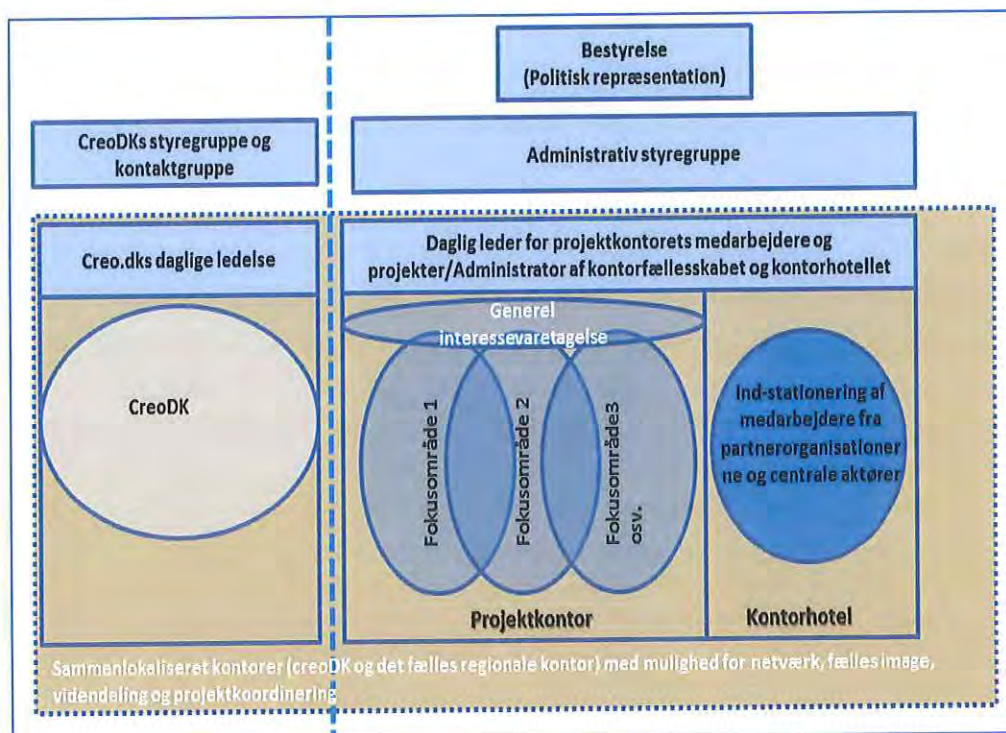 Bestyrelse
(Politisk repræsentation)
CreoDKs styregruppe og
kontaktgruppe
Administrativ styregruppe
Creo.dks daglige ledelse
Daglig leder for projektkontorets medarbejdere og
projekter/Administrator af kontorfællesskabet og kontorhotellet
Generel
interessevaretagelse
CreoDK
Fokusområde 1
Fokusområde 2
Fokusområde3
osv.
Ind-stationering af
medarbejdere fra
partnerorganisationer
ne og centrale aktører
Projektkontor
Kontorhotel
Sammenlokaliseret kontorer (creoDK og det fælles regionale kontor) med mulighed for netværk, fælles image,
videndeling og projektkoordinering